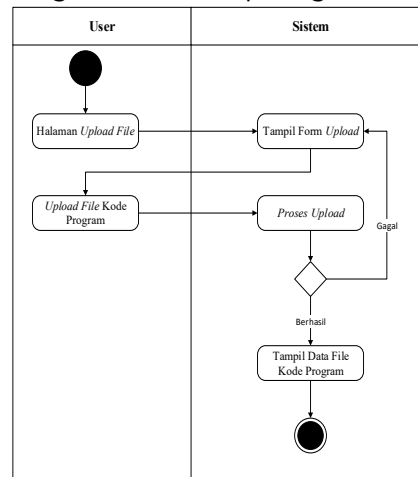 User
Sistem
Halaman Upload File
Tampil Form Upload
Upload File Kode
Program
Proses Upload
Gagal
Berhasil
Tampil Data File
Kode Program